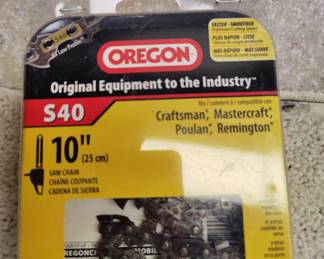 S40
Low Profile
FASTER • SMOOTHER
PLUS RAPIDE • LISSE
MÁS RÁPIDO • MÁS SUAVE
OREGON
Original Equipment to the Industry™
S40
fits / convient à / compatible con
Craftsman, Mastercraft,
Poulan, Remington
10"
(25 cm)
SAW CHAIN
CHAÎNE COUPANTE
CADENA DE SIERRA